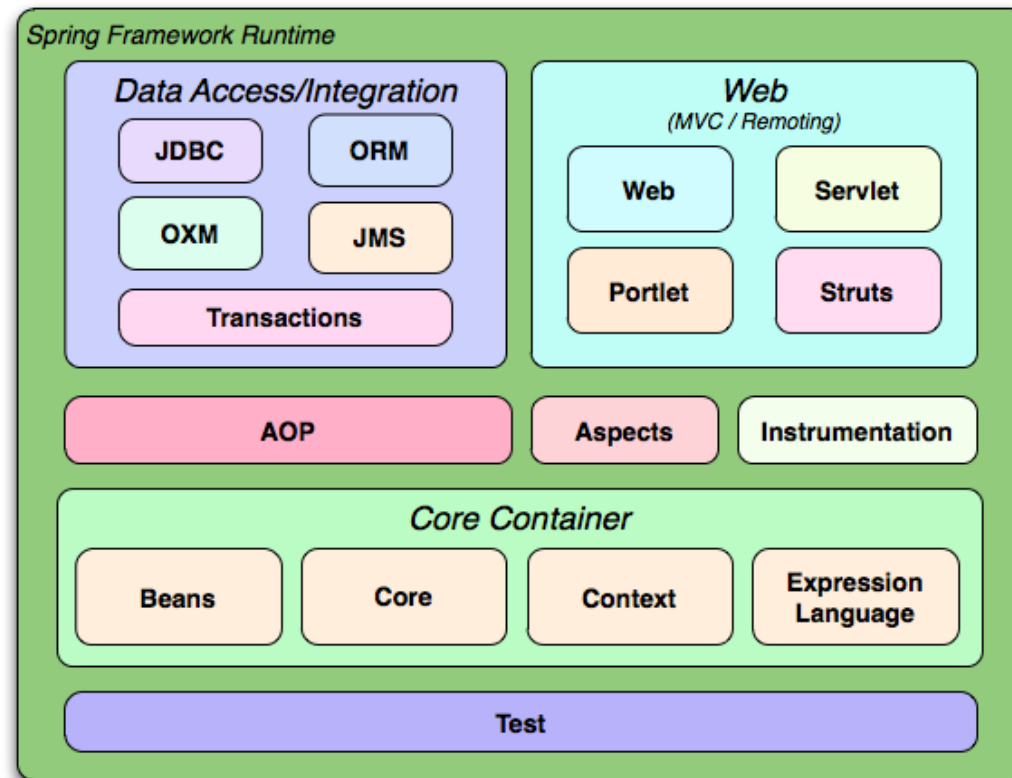 Spring Framework Runtime
Data Access/Integration
JDBC
ORM
OXM
JMS
Transactions
Web
(MVC / Remoting)
Web
Servlet
Portlet
Struts
AOP
Aspects
Instrumentation
Core Container
Beans
Core
Context
Expression
Language
Test